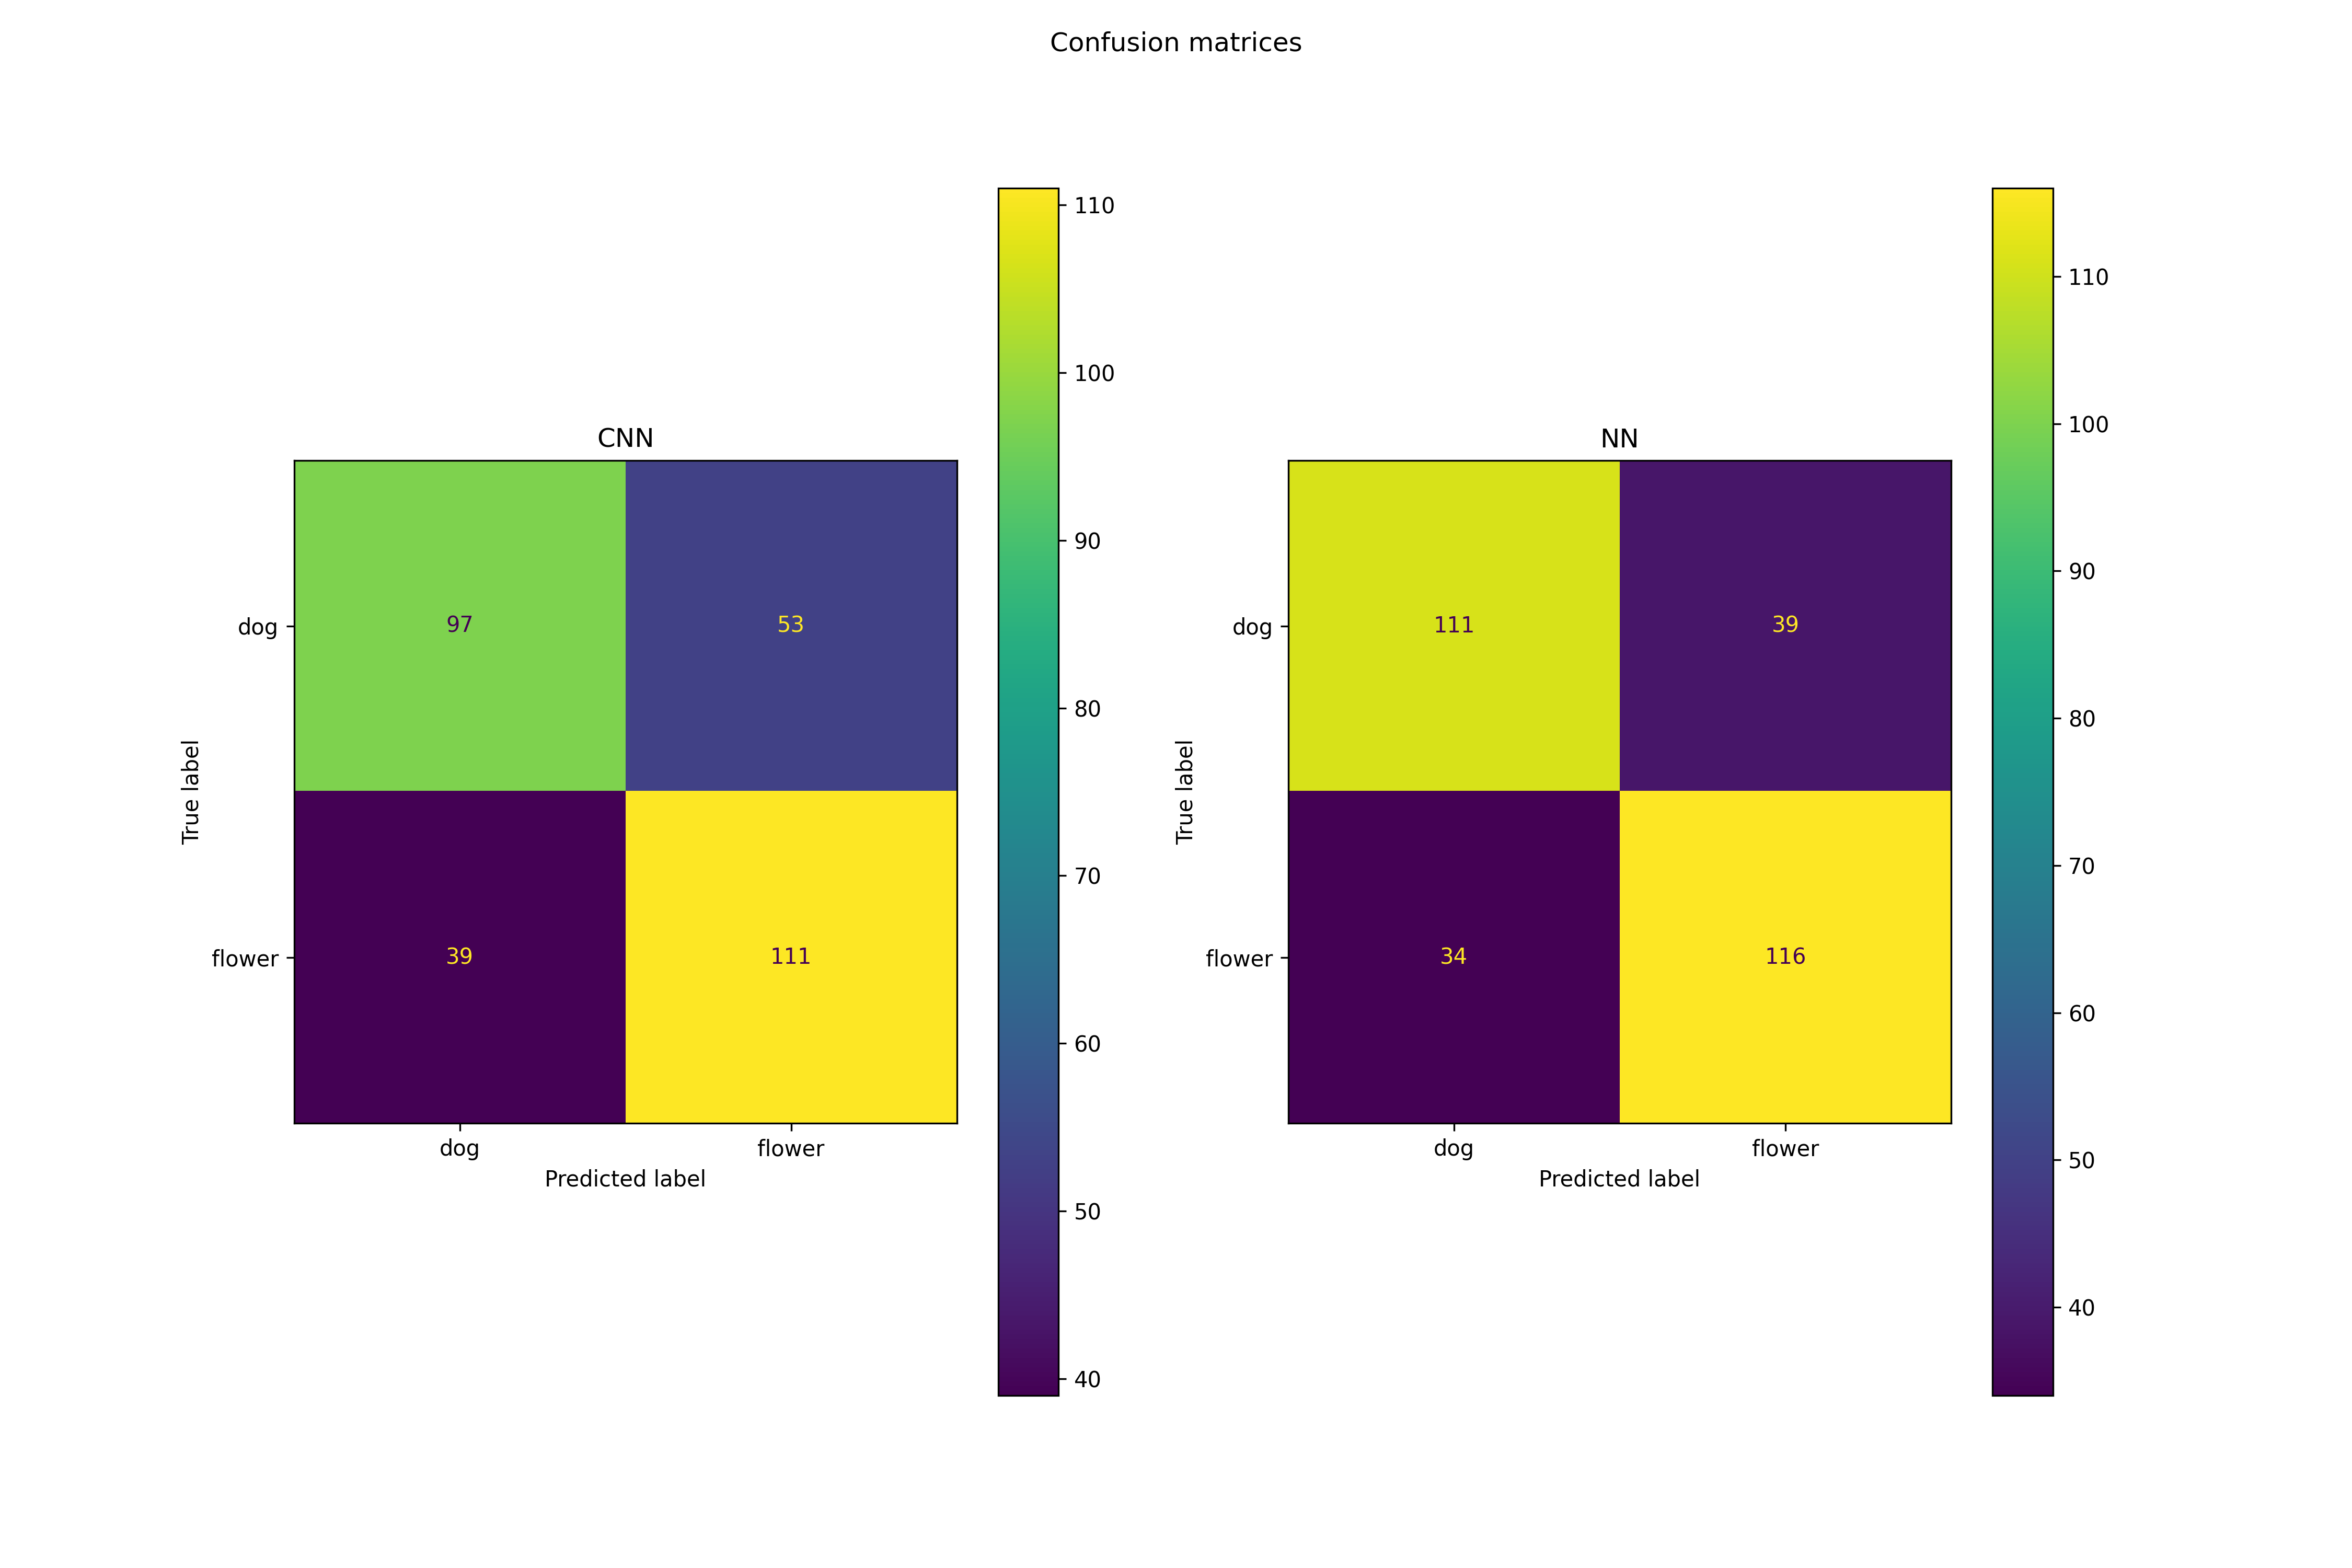 Confusion matrices
CNN
True label
dog
flower
97
53
39
111
dog
flower
Predicted label
110
100
90
80
70
60
50
40
NN
True label
dog
flower
111
39
34
116
dog
flower
Predicted label
110
100
90
80
70
60
50
40